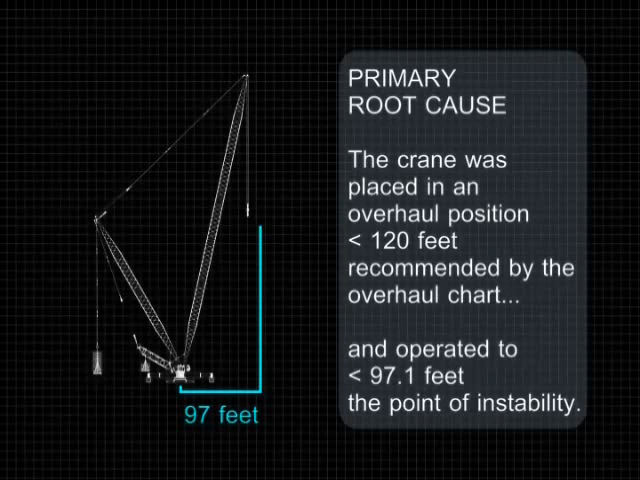 PRIMARY
ROOT CAUSE
The crane was
placed in an
overhaul position
< 120 feet
recommended by the
overhaul chart...
and operated to
< 97.1 feet
the point of instability.
97 feet